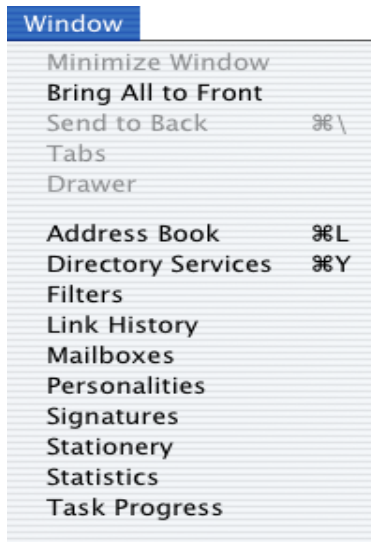 Window
Minimize Window
Bring All to Front
Send to Back ⌘\
Tabs
Drawer
Address Book ⌘L
Directory Services ⌘Y
Filters
Link History
Mailboxes
Personalities
Signatures
Stationery
Statistics
Task Progress